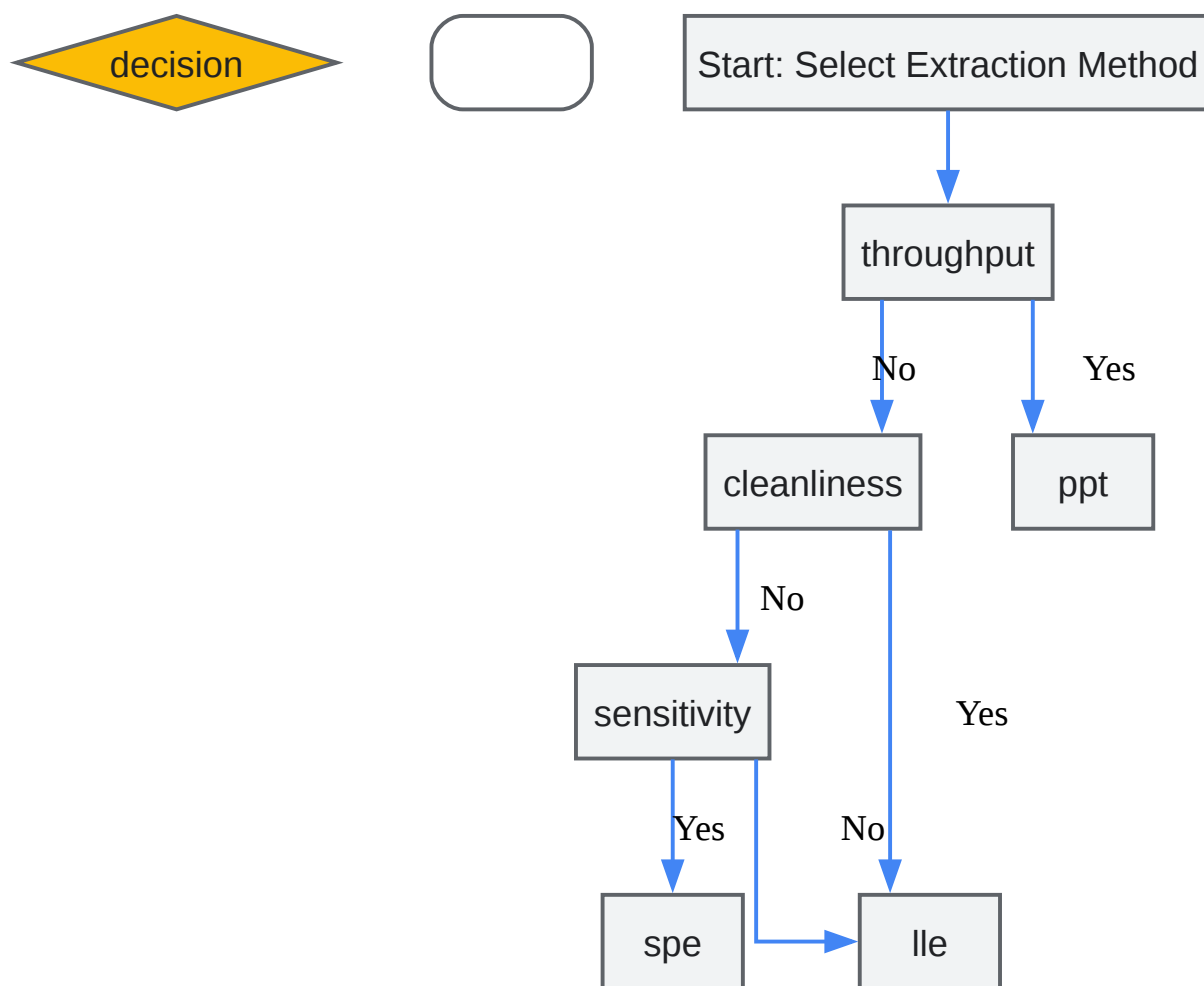 decision
Start: Select Extraction Method
throughput
No
Yes
cleanliness
ppt
No
sensitivity
Yes
Yes
No
spe
lle